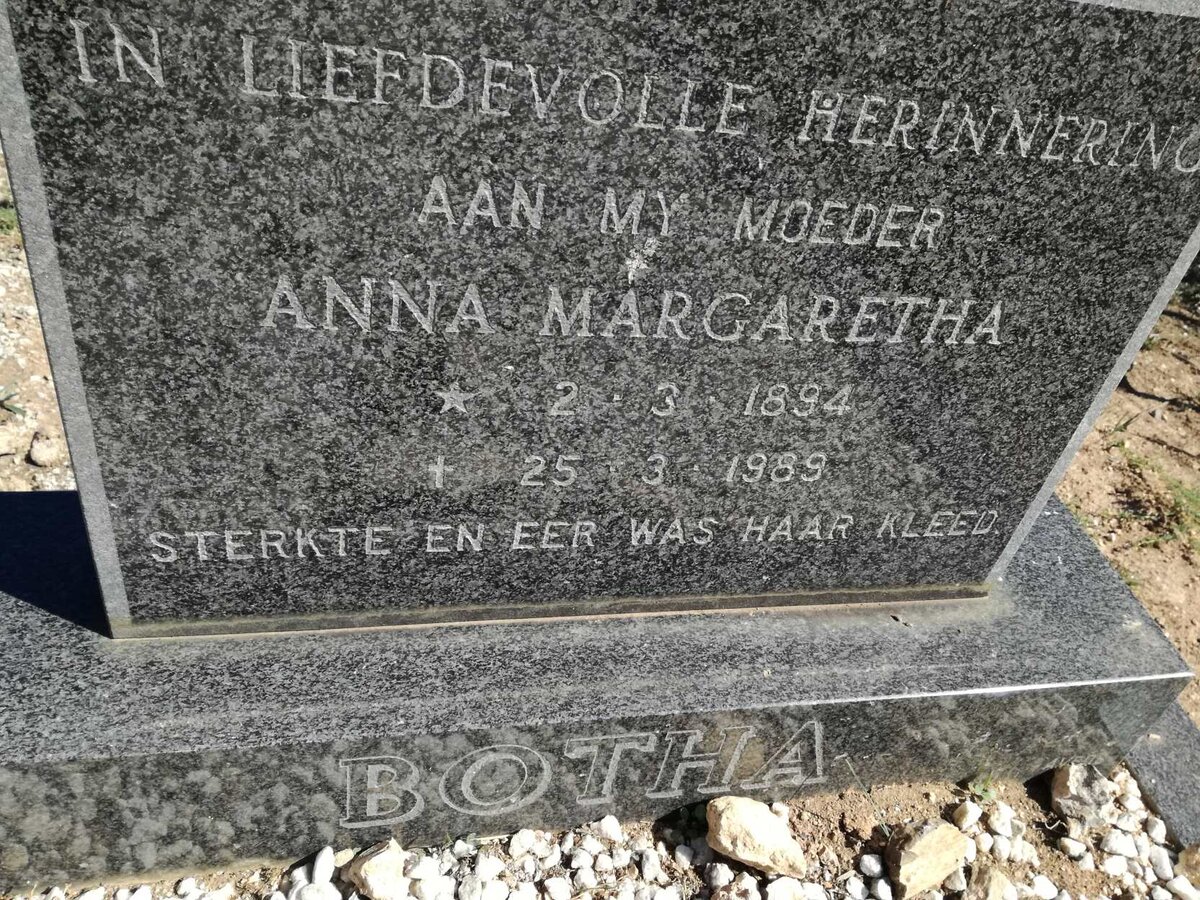 IN LIEFDEVOLLE HERINNERING
AAN MY MOEDER
ANNA MARGARETHA
★ 2 · 3 · 1894
† 25 · 3 · 1989
STERKTE EN EER WAS HAAR KLEED.
BOTHA